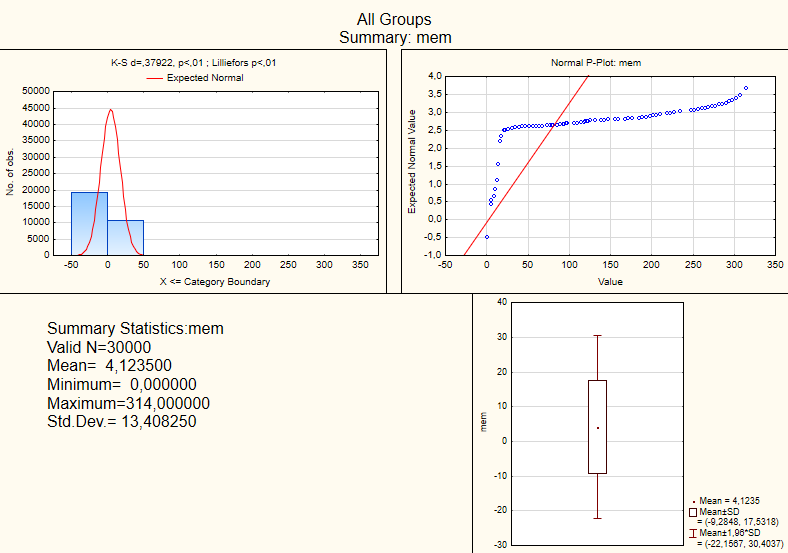 All Groups
Summary: mem
K-S d=,37922, p<,01 ; Lilliefors p<,01
Expected Normal
50000
45000
40000
35000
30000
25000
20000
15000
10000
5000
0
No. of obs.
-50 0 50 100 150 200 250 300 350
X <= Category Boundary
Normal P-Plot: mem
4,0
3,5
3,0
2,5
2,0
1,5
1,0
0,5
0,0
-0,5
-1,0
Expected Normal Value
-50 0 50 100 150 200 250 300 350
Value
Summary Statistics:mem
Valid N=30000
Mean= 4,123500
Minimum= 0,000000
Maximum=314,000000
Std.Dev.= 13,408250
40
30
20
10
0
-10
-20
-30
mem
Mean = 4,1235
Mean±SD
= (-9,2848, 17,5318)
Mean±1,96*SD
= (-22,1567, 30,4037)